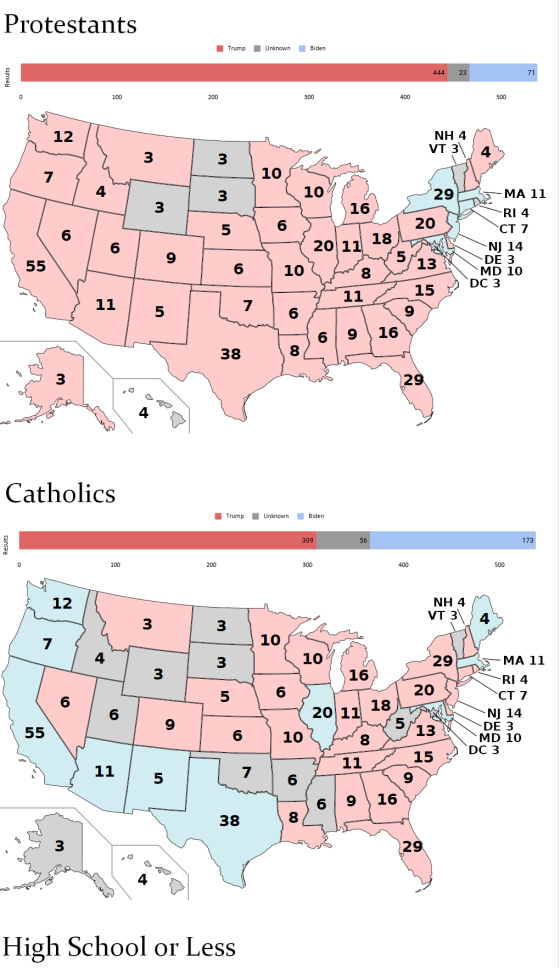 Protestants
Trump Unknown Biden
Results
444 23 71
0 100 200 300 400 500
12
3
3
10
NH 4
VT 3
4
7
4
3
3
10
16
29
MA 11
RI 4
CT 7
6
6
5
6
20
11
18
20
NJ 14
DE 3
MD 10
DC 3
55
9
6
10
8
5
13
11
5
7
6
11
15
9
38
8
6
9
16
29
3
4
Catholics
Trump Unknown Biden
Results
309 56 173
0 100 200 300 400 500
12
3
3
10
NH 4
VT 3
4
7
4
3
3
10
16
29
MA 11
RI 4
CT 7
6
6
5
6
20
11
18
20
NJ 14
DE 3
MD 10
DC 3
55
9
6
10
8
5
13
11
5
7
6
11
15
9
38
8
6
9
16
29
3
4
High School or Less